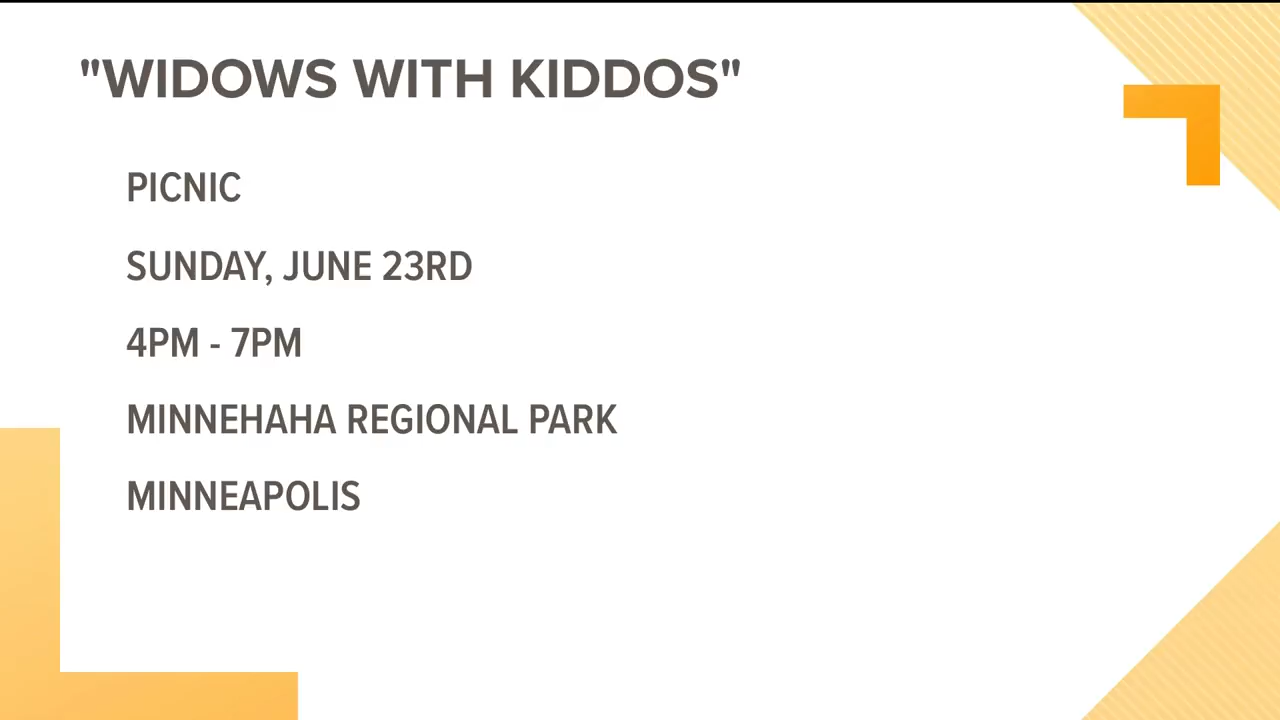 "WIDOWS WITH KIDDOS"
PICNIC
SUNDAY, JUNE 23RD
4PM - 7PM
MINNEHAHA REGIONAL PARK
MINNEAPOLIS